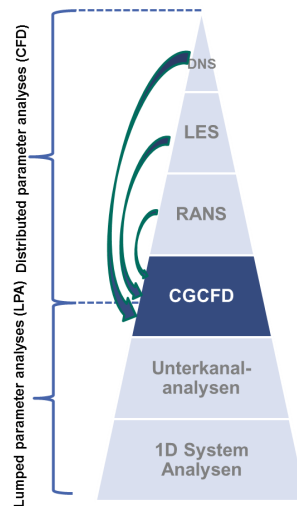 Distributed parameter analyses (CFD)
Lumped parameter analyses (LPA)
DNS
LES
RANS
CGCFD
Unterkanal-
analysen
1D System
Analysen